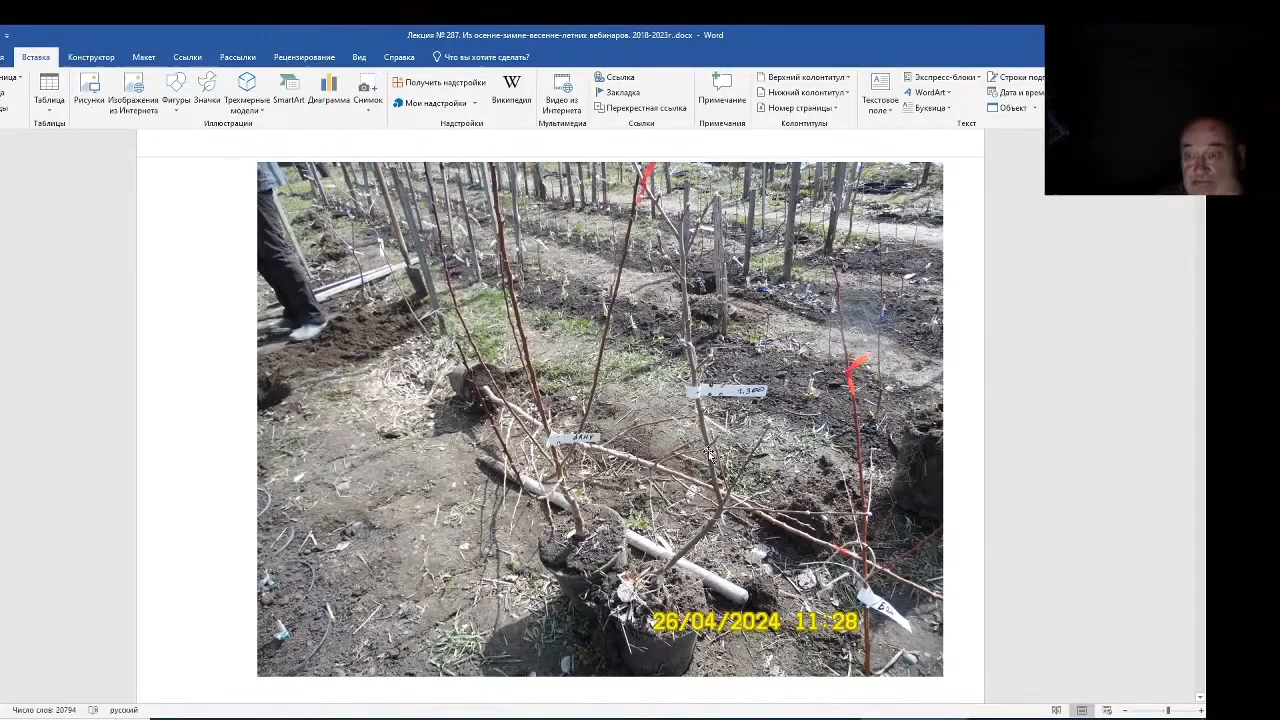 Лекция № 287. Из осенне-зимне-весенне-летних вебинаров. 2018-2023г..docx - Word
Вставка Конструктор Макет Ссылки Рассылки Рецензирование Вид Справка Что вы хотите сделать?
Таблица
Таблицы
Рисунки
Изображения из Интернета
Фигуры
Значки
Трехмерные модели
SmartArt
Диаграмма
Снимок
Иллюстрации
Получить надстройки
Мои надстройки
Википедия
Надстройки
Видео из Интернета
Мультимедиа
Ссылка
Закладка
Перекрестная ссылка
Ссылки
Примечание
Примечания
Верхний колонтитул
Нижний колонтитул
Номер страницы
Колонтитулы
Текстовое поле
Экспресс-блоки
WordArt
Буквица
Строки
Дата и
Объект
Текст
1,300
26/04/2024 11:28
Число слов: 20794 русский